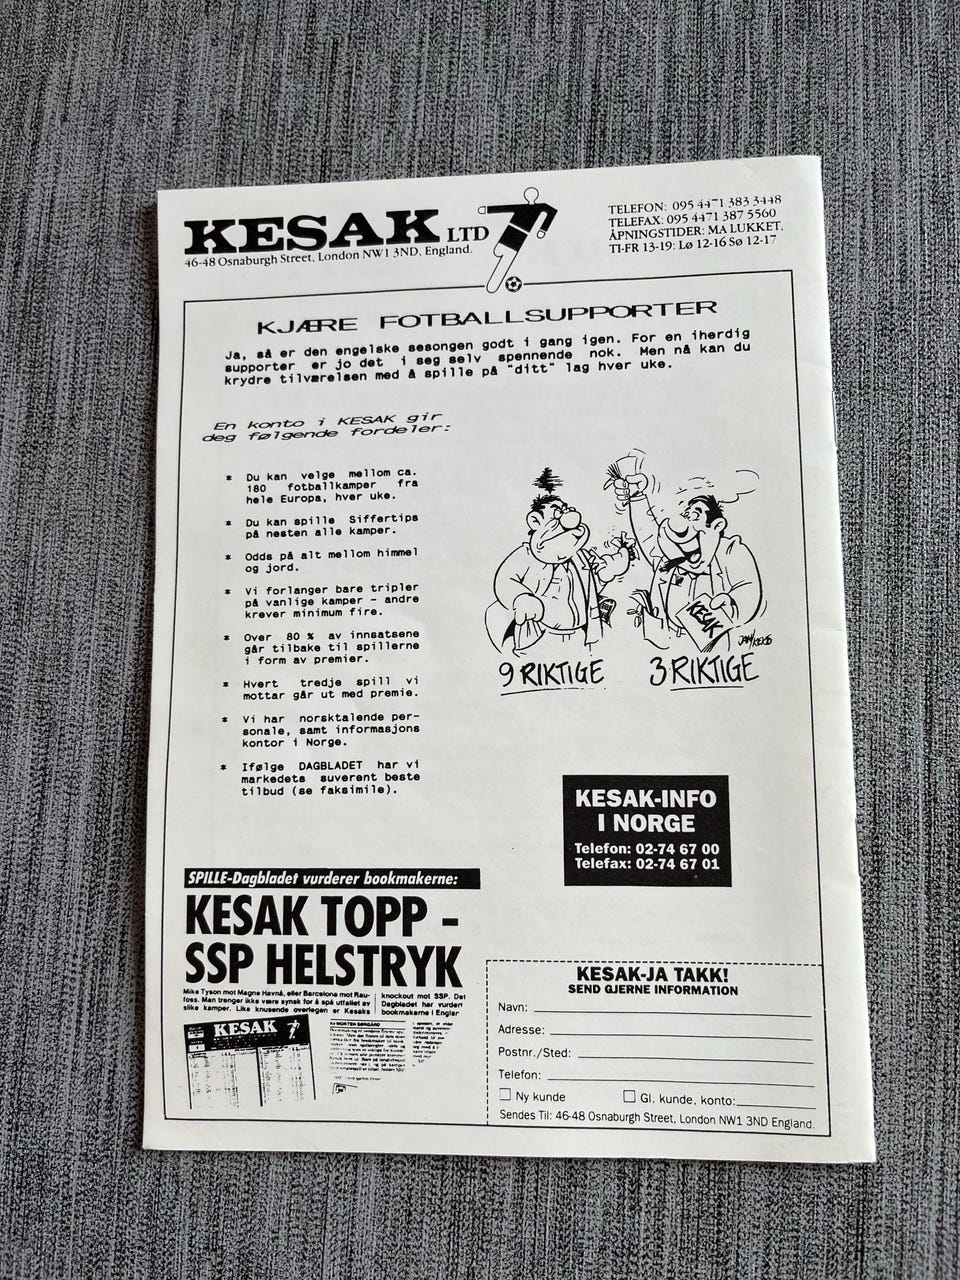 KESAK LTD
46-48 Osnaburgh Street, London NW1 3ND, England.
TELEFON: 095 4471 383 3448
TELEFAX: 095 4471 387 5560
ÅPNINGSTIDER: MA LUKKET,
TI-FR 13-19: Lø 12-16 Sø 12-17
KJÆRE FOTBALLSUPPORTER
Ja, så er den engelske sesongen godt i gang igen. For en iherdig
supporter er jo det i seg selv spennende nok. Men nå kan du
krydre tilværelsen med å spille på "ditt" lag hver uke.
En konto i KESAK gir
deg følgende fordeler:
* Du kan velge mellom ca.
180 fotballkamper fra
hele Europa, hver uke.
* Du kan spille Siffertips
på nesten alle kamper.
* Odds på alt mellom himmel
og jord.
* Vi forlanger bare tripler
på vanlige kamper - andre
krever minimum fire.
* Over 80 % av innsatsene
går tilbake til spillerne
i form av premier.
* Hvert tredje spill vi
mottar går ut med premie.
* Vi har norsktalende per-
sonale, samt informasjons
kontor i Norge.
* Ifølge DAGBLADET har vi
markedets suverent beste
tilbud (se faksimile).
KESAK
9 RIKTIGE
3 RIKTIGE
KESAK-INFO
I NORGE
Telefon: 02-74 67 00
Telefax: 02-74 67 01
SPILLE-Dagbladet vurderer bookmakerne:
KESAK TOPP -
SSP HELSTRYK
Mike Tyson mot Magne Havnå, eller Barcelona mot Rau-
foss. Man trenger ikke være synsk for å spå utfallet av
slike kamper. Like knusende overlegen er Kesaks
knockout mot SSP. Det
Dagbladet har vurdert
bookmakerne i Englar
KESAK
Av MORTEN SØRGÅRD
KESAK-JA TAKK!
SEND GJERNE INFORMATION
Navn:
Adresse:
Postnr./Sted:
Telefon:
Ny kunde
Gl. kunde, konto:
Sendes Til: 46-48 Osnaburgh Street, London NW1 3ND England.